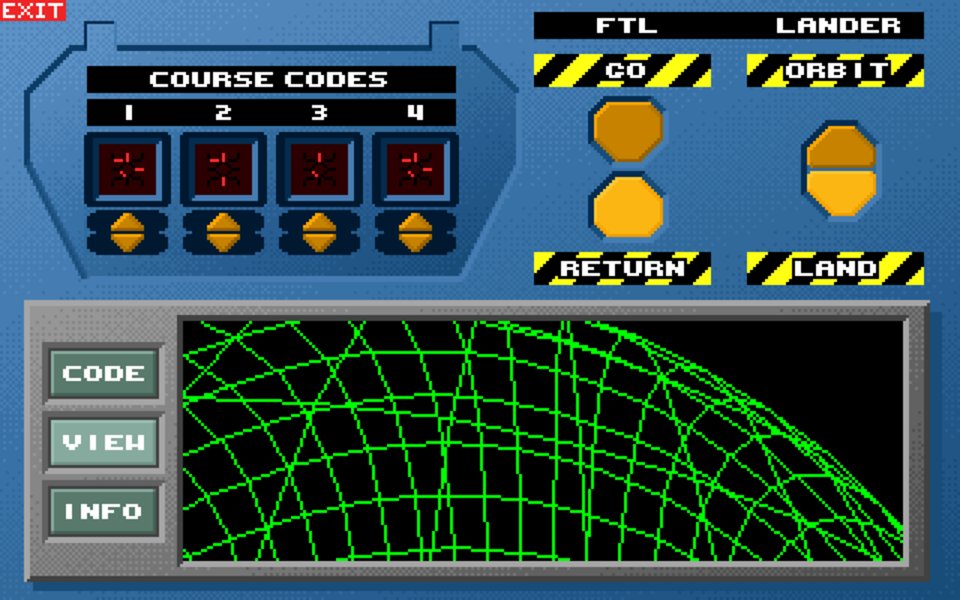 EXIT
FTL
LANDER
COURSE CODES
GO
ORBIT
1 2 3 4
RETURN
LAND
CODE
VIEW
INFO